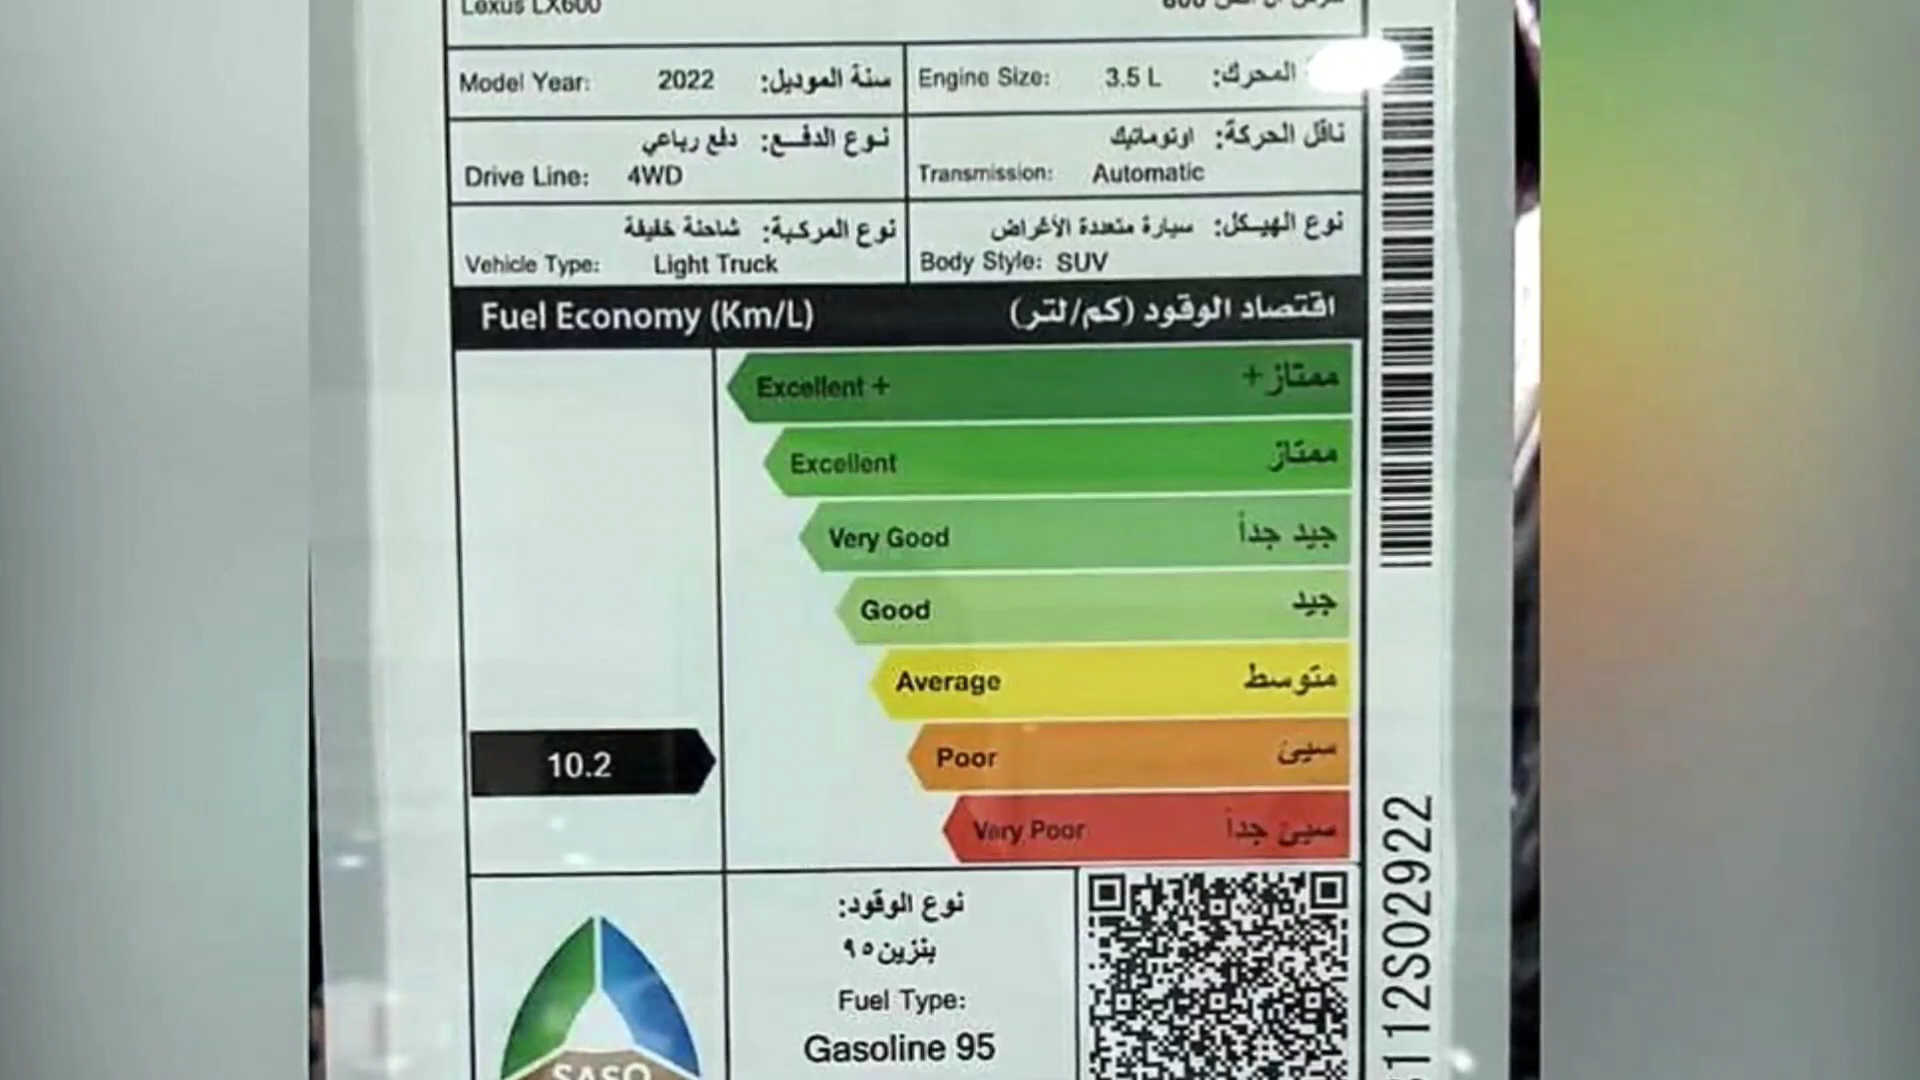 Lexus LX600
600
Model Year: 2022 سنة الموديل:
Engine Size: 3.5 L المحرك:
نوع الدفع: دفع رباعي
Drive Line: 4WD
ناقل الحركة: اوتوماتيك
Transmission: Automatic
نوع المركبة: شاحنة خفيفة
Vehicle Type: Light Truck
نوع الهيكل: سيارة متعددة الأغراض
Body Style: SUV
Fuel Economy (Km/L) اقتصاد الوقود (كم/لتر)
Excellent + ممتاز+
Excellent ممتاز
Very Good جيد جداً
Good جيد
Average متوسط
10.2
Poor سيئ
Very Poor سيئ جداً
نوع الوقود:
بنزين ٩٥
Fuel Type:
Gasoline 95
SASO
112S02922